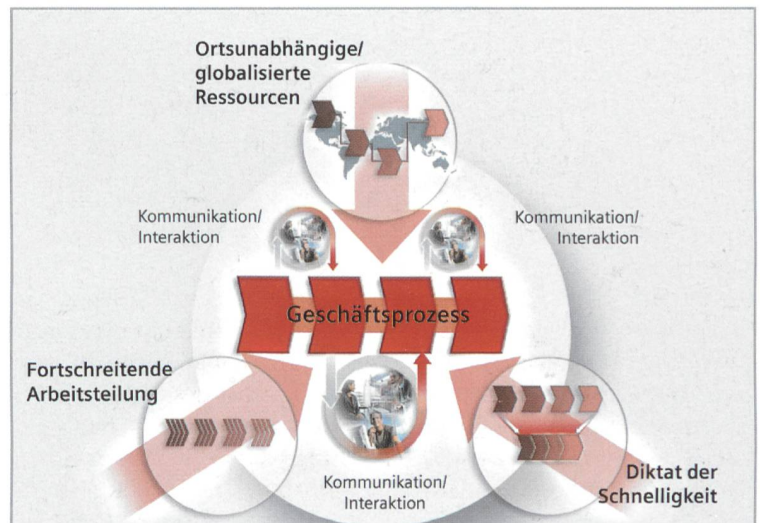 Ortsunabhängige/
globalisierte
Ressourcen
Kommunikation/
Interaktion
Kommunikation/
Interaktion
Geschäftsprozess
Fortschreitende
Arbeitsteilung
Kommunikation/
Interaktion
Diktat der
Schnelligkeit